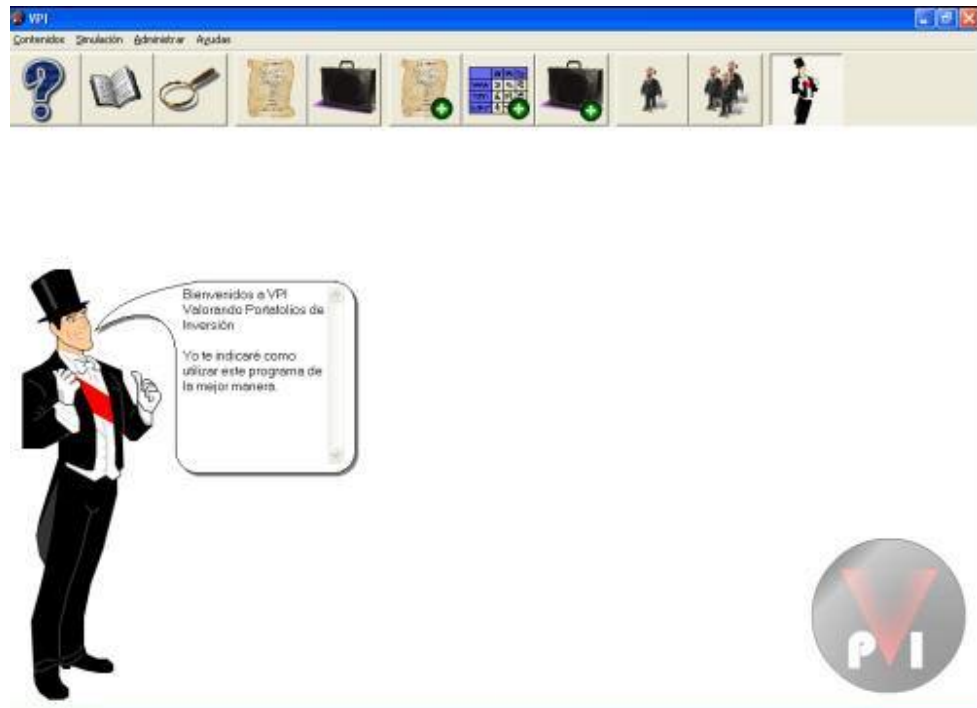 VPI
Contenidos Simulación Administrar Ayudas
Bienvenidos a VPI
Valorando Portafolios de
Inversión
Yo te indicaré como
utilizar este programa de
la mejor manera.
V
P I